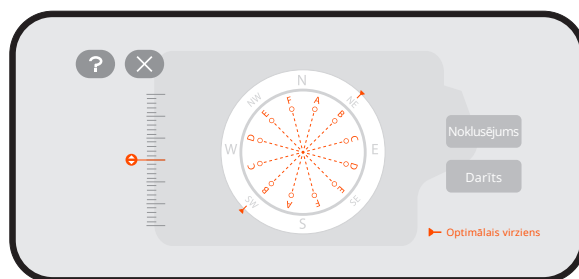 ?
N
NW
NE
W
E
SW
SE
S
F
A
E
B
D
C
C
D
B
E
A
F
Noklusējums
Darīts
Optimālais virziens